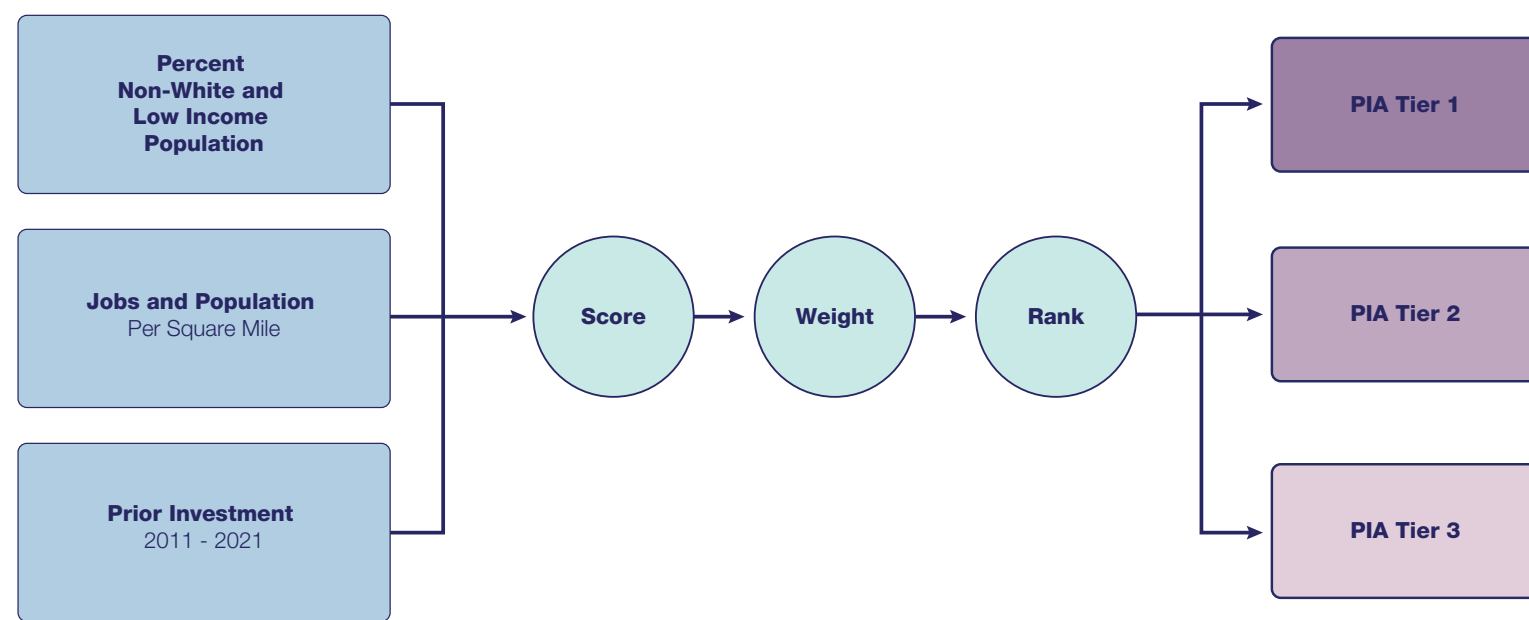 Percent
Non-White and
Low Income
Population
Jobs and Population
Per Square Mile
Prior Investment
2011 - 2021
Score
Weight
Rank
PIA Tier 1
PIA Tier 2
PIA Tier 3